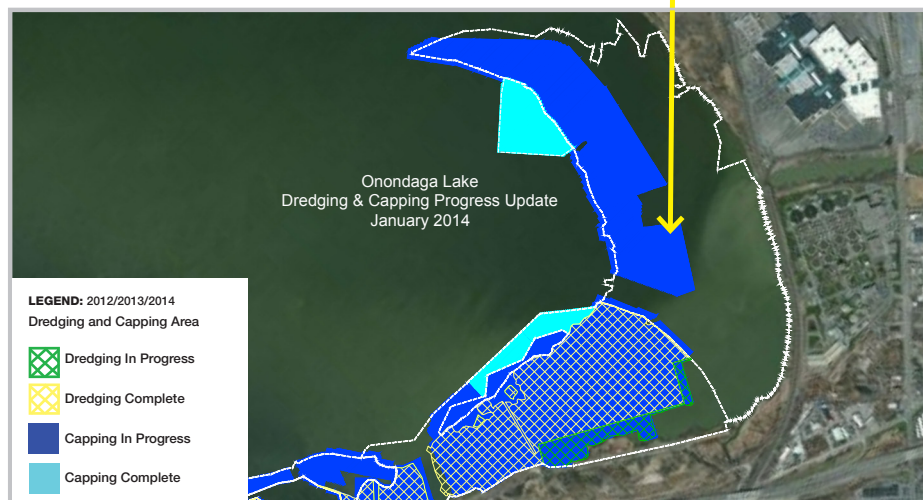 Onondaga Lake
Dredging & Capping Progress Update
January 2014
LEGEND: 2012/2013/2014
Dredging and Capping Area
Dredging In Progress
Dredging Complete
Capping In Progress
Capping Complete